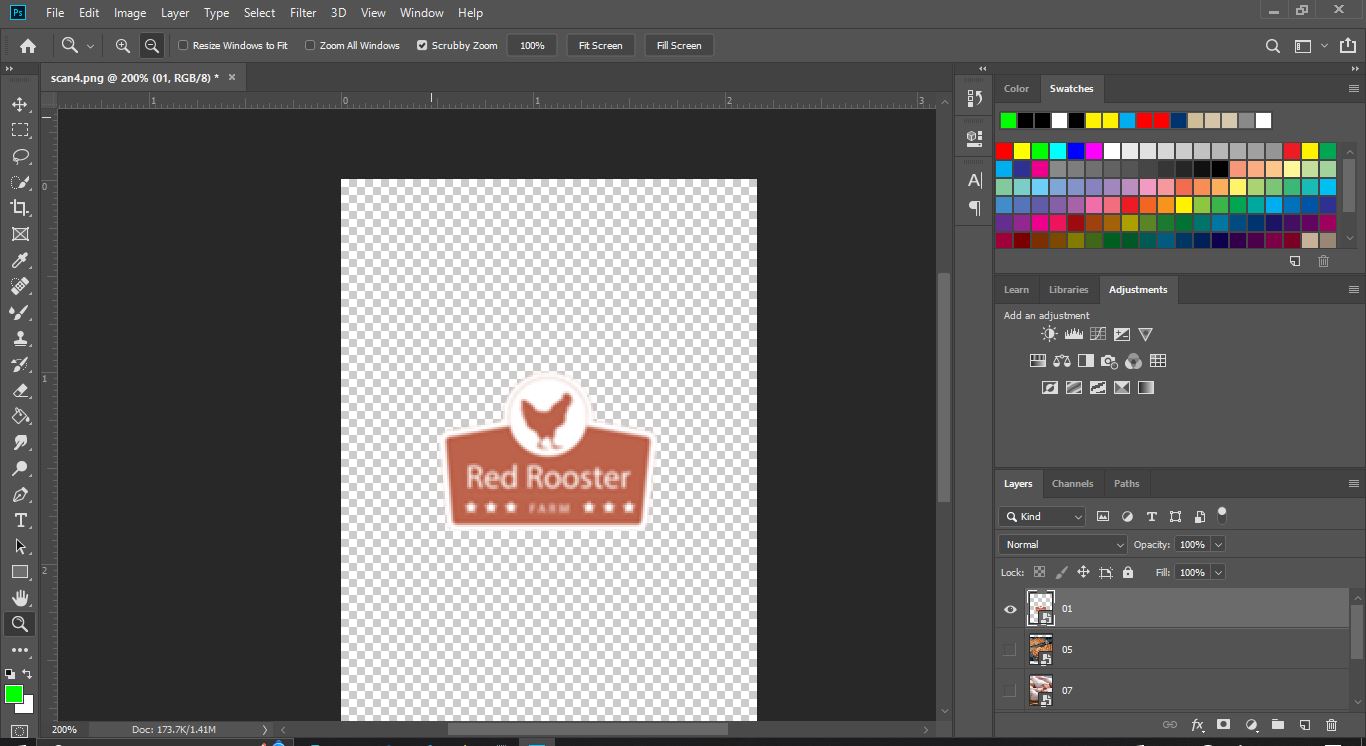 Ps File Edit Image Layer Type Select Filter 3D View Window Help
Resize Windows to Fit Zoom All Windows Scrubby Zoom 100% Fit Screen Fill Screen
scan4.png @ 200% (01, RGB/8) * ×
1 0 1 2 3
0
1
2
Red Rooster
FARM
200% Doc: 173.7K/1.41M
Color Swatches
Learn Libraries Adjustments
Add an adjustment
Layers Channels Paths
Kind
Normal Opacity: 100%
Lock: Fill: 100%
01
05
07
fx